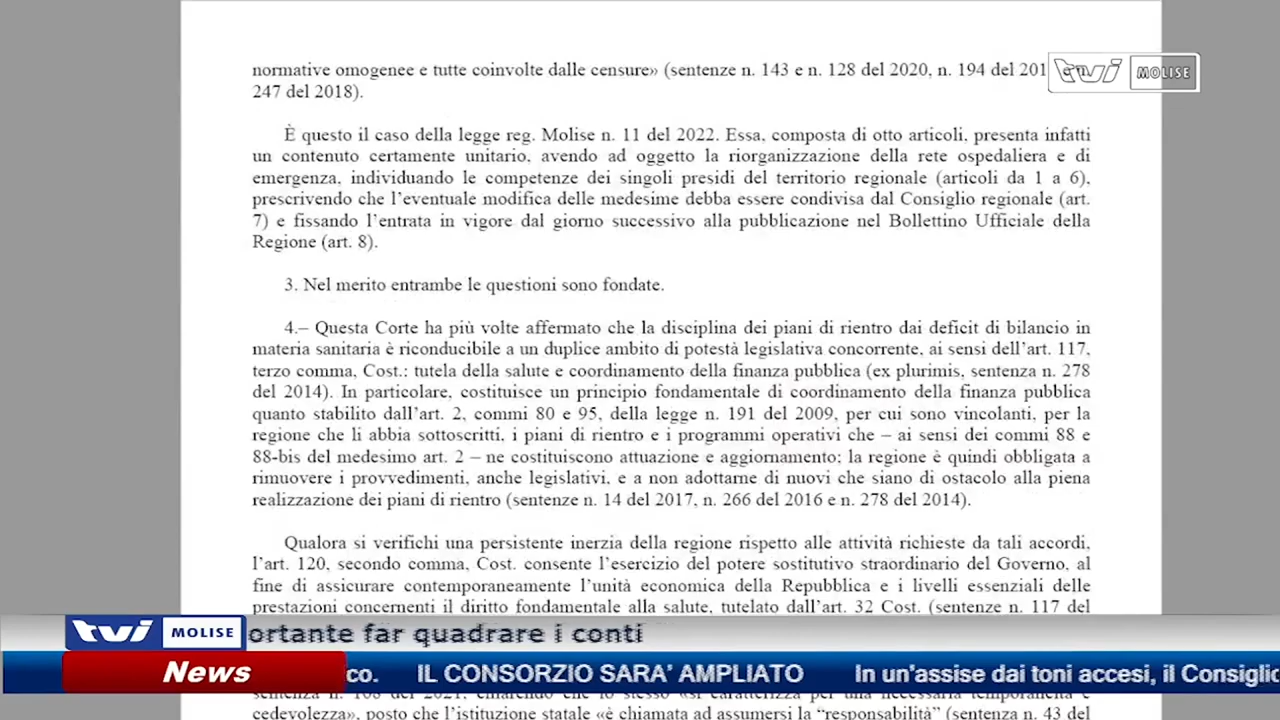 normative omogenee e tutte coinvolte dalle censure» (sentenze n. 143 e n. 128 del 2020, n. 194 del
247 del 2018).
tvi MOLISE
È questo il caso della legge reg. Molise n. 11 del 2022. Essa, composta di otto articoli, presenta infatti
un contenuto certamente unitario, avendo ad oggetto la riorganizzazione della rete ospedaliera e di
emergenza, individuando le competenze dei singoli presidi del territorio regionale (articoli da 1 a 6),
prescrivendo che l'eventuale modifica delle medesime debba essere condivisa dal Consiglio regionale (art.
7) e fissando l'entrata in vigore dal giorno successivo alla pubblicazione nel Bollettino Ufficiale della
Regione (art. 8).
3. Nel merito entrambe le questioni sono fondate.
4.– Questa Corte ha più volte affermato che la disciplina dei piani di rientro dai deficit di bilancio in
materia sanitaria è riconducibile a un duplice ambito di potestà legislativa concorrente, ai sensi dell'art. 117,
terzo comma, Cost.: tutela della salute e coordinamento della finanza pubblica (ex plurimis, sentenza n. 278
del 2014). In particolare, costituisce un principio fondamentale di coordinamento della finanza pubblica
quanto stabilito dall'art. 2, commi 80 e 95, della legge n. 191 del 2009, per cui sono vincolanti, per la
regione che li abbia sottoscritti, i piani di rientro e i programmi operativi che – ai sensi dei commi 88 e
88-bis del medesimo art. 2 – ne costituiscono attuazione e aggiornamento; la regione è quindi obbligata a
rimuovere i provvedimenti, anche legislativi, e a non adottarne di nuovi che siano di ostacolo alla piena
realizzazione dei piani di rientro (sentenze n. 14 del 2017, n. 266 del 2016 e n. 278 del 2014).
Qualora si verifichi una persistente inerzia della regione rispetto alle attività richieste da tali accordi,
l'art. 120, secondo comma, Cost. consente l'esercizio del potere sostitutivo straordinario del Governo, al
fine di assicurare contemporaneamente l'unità economica della Repubblica e i livelli essenziali delle
prestazioni concernenti il diritto fondamentale alla salute, tutelato dall'art. 32 Cost. (sentenze n. 117 del
tvi MOLISE ortante far quadrare i conti
News co. IL CONSORZIO SARA' AMPLIATO In un'assise dai toni accesi, il Consiglio
cedevolezza», posto che l'istituzione statale «è chiamata ad assumersi la "responsabilità" (sentenza n. 43 del